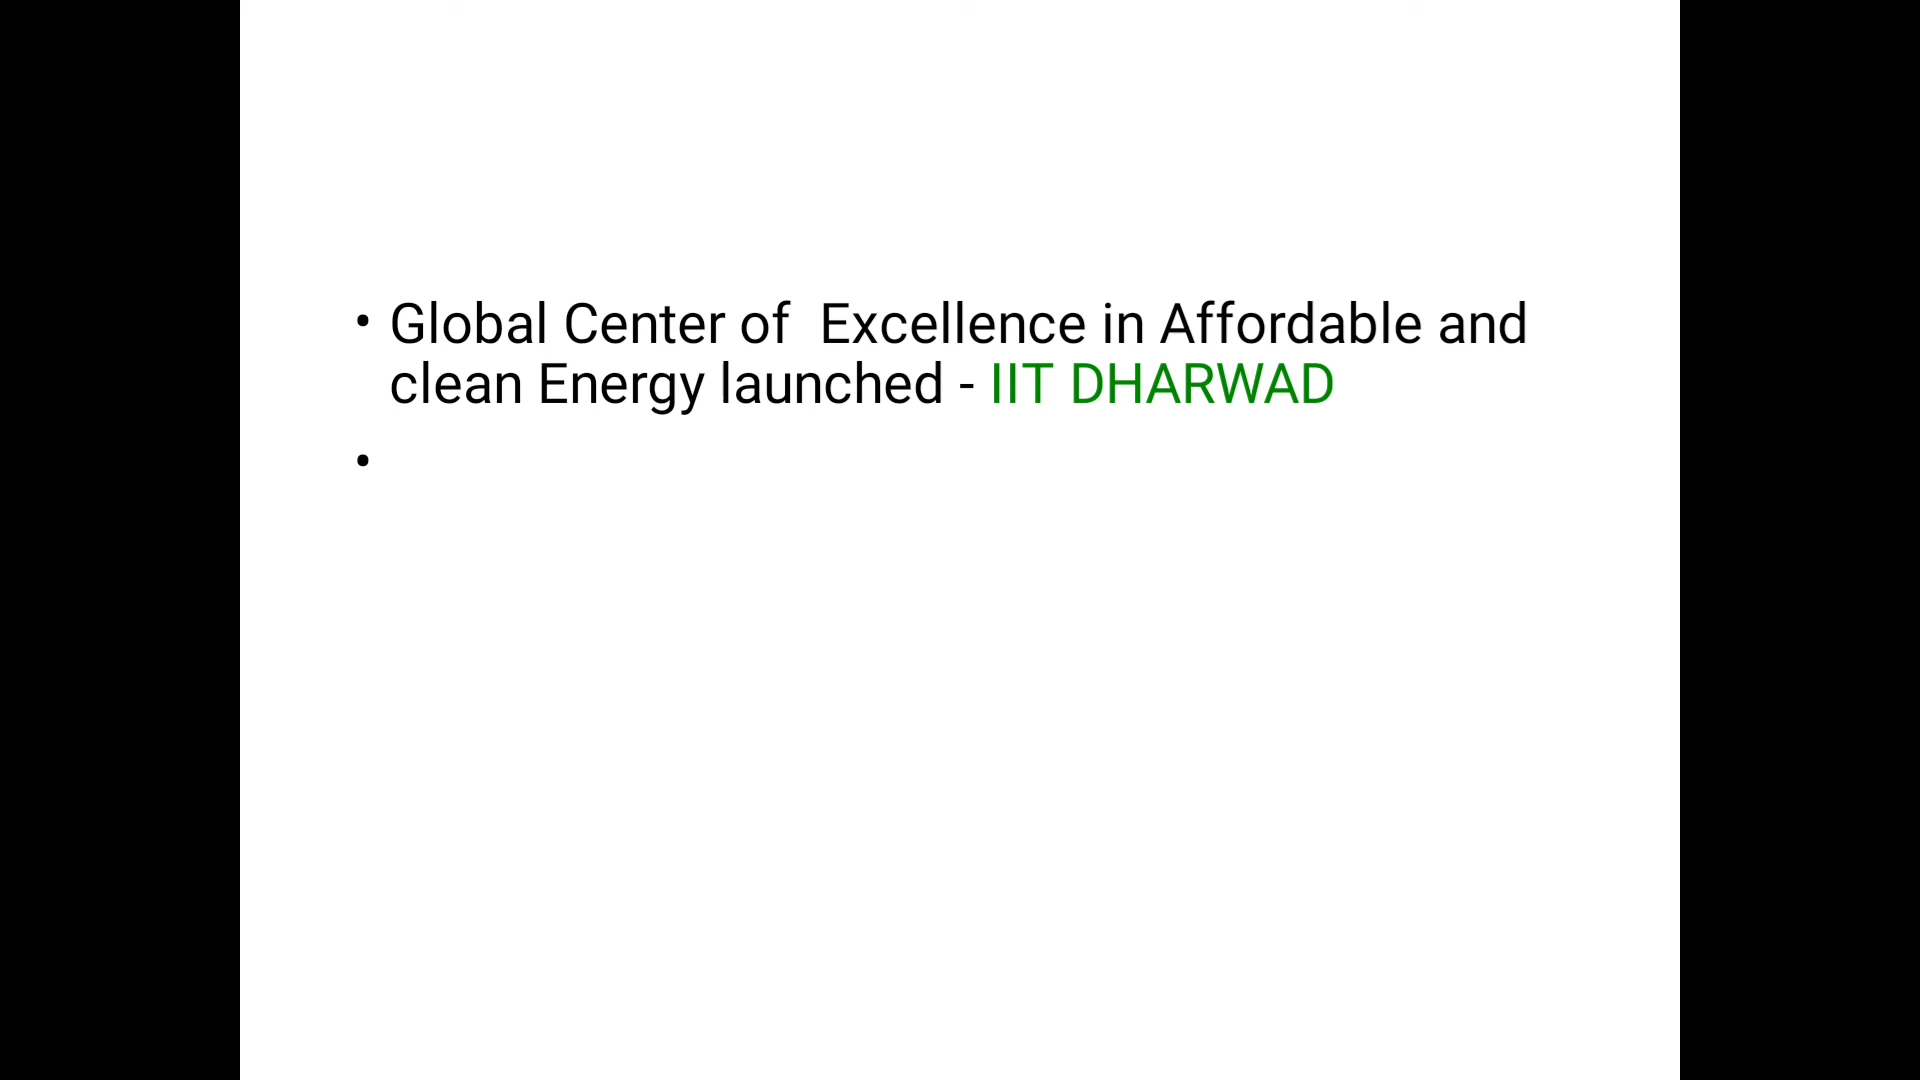 • Global Center of  Excellence in Affordable and
clean Energy launched - IIT DHARWAD
•